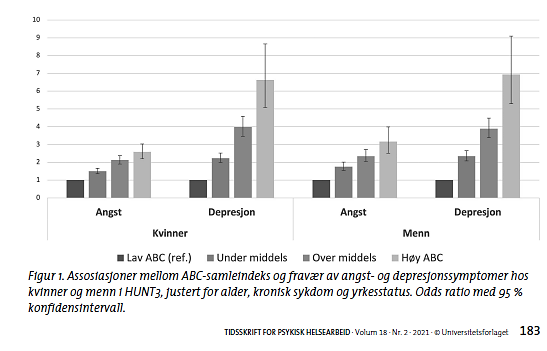 10
9
8
7
6
5
4
3
2
1
0
Angst Depresjon Angst Depresjon
Kvinner Menn
Lav ABC (ref.) Under middels Over middels Høy ABC
Figur 1. Assosiasjoner mellom ABC-samleindeks og fravær av angst- og depresjonssymptomer hos
kvinner og menn i HUNT3, justert for alder, kronisk sykdom og yrkesstatus. Odds ratio med 95 %
konfidensintervall.
TIDSSKRIFT FOR PSYKISK HELSEARBEID · Volum 18 · Nr. 2 · 2021 · © Universitetsforlaget 183